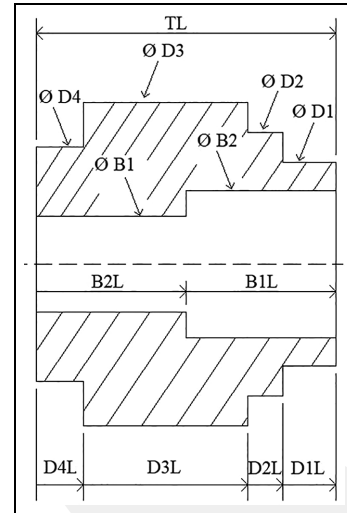 TL
Ø D3
Ø D2
Ø D4
Ø D1
Ø B2
Ø B1
B2L
B1L
D4L
D3L
D2L
D1L